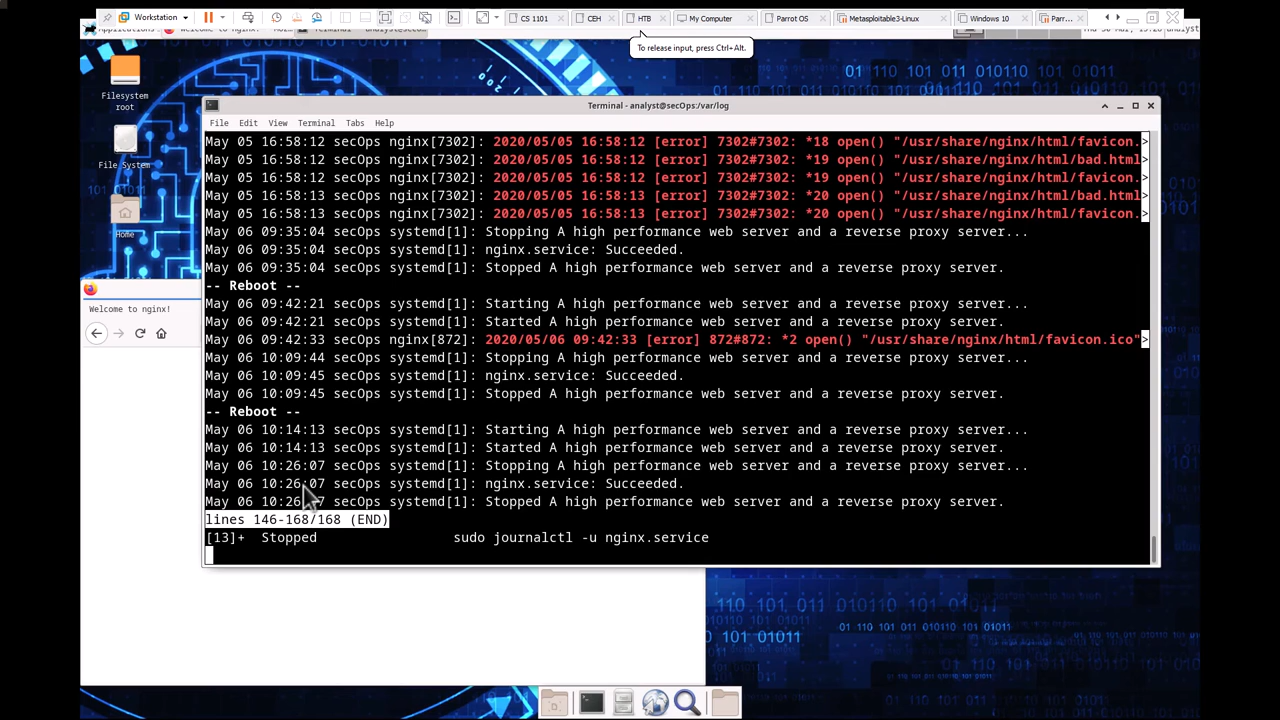 Workstation
CS 1101
CEH
HTB
My Computer
Parrot OS
Metasploitable3-Linux
Windows 10
Parr...
To release input, press Ctrl+Alt.
Filesystem
root
File System
Home
Welcome to nginx!
Terminal - analyst@secOps:/var/log
File Edit View Terminal Tabs Help
May 05 16:58:12 secOps nginx[7302]: 2020/05/05 16:58:12 [error] 7302#7302: *18 open() "/usr/share/nginx/html/favicon.>
May 05 16:58:12 secOps nginx[7302]: 2020/05/05 16:58:12 [error] 7302#7302: *19 open() "/usr/share/nginx/html/bad.html>
May 05 16:58:12 secOps nginx[7302]: 2020/05/05 16:58:12 [error] 7302#7302: *19 open() "/usr/share/nginx/html/favicon.>
May 05 16:58:13 secOps nginx[7302]: 2020/05/05 16:58:13 [error] 7302#7302: *20 open() "/usr/share/nginx/html/bad.html>
May 05 16:58:13 secOps nginx[7302]: 2020/05/05 16:58:13 [error] 7302#7302: *20 open() "/usr/share/nginx/html/favicon.>
May 06 09:35:04 secOps systemd[1]: Stopping A high performance web server and a reverse proxy server...
May 06 09:35:04 secOps systemd[1]: nginx.service: Succeeded.
May 06 09:35:04 secOps systemd[1]: Stopped A high performance web server and a reverse proxy server.
-- Reboot --
May 06 09:42:21 secOps systemd[1]: Starting A high performance web server and a reverse proxy server...
May 06 09:42:21 secOps systemd[1]: Started A high performance web server and a reverse proxy server.
May 06 09:42:33 secOps nginx[872]: 2020/05/06 09:42:33 [error] 872#872: *2 open() "/usr/share/nginx/html/favicon.ico">
May 06 10:09:44 secOps systemd[1]: Stopping A high performance web server and a reverse proxy server...
May 06 10:09:45 secOps systemd[1]: nginx.service: Succeeded.
May 06 10:09:45 secOps systemd[1]: Stopped A high performance web server and a reverse proxy server.
-- Reboot --
May 06 10:14:13 secOps systemd[1]: Starting A high performance web server and a reverse proxy server...
May 06 10:14:13 secOps systemd[1]: Started A high performance web server and a reverse proxy server.
May 06 10:26:07 secOps systemd[1]: Stopping A high performance web server and a reverse proxy server...
May 06 10:26:07 secOps systemd[1]: nginx.service: Succeeded.
May 06 10:26:07 secOps systemd[1]: Stopped A high performance web server and a reverse proxy server.
lines 146-168/168 (END)
[13]+ Stopped sudo journalctl -u nginx.service